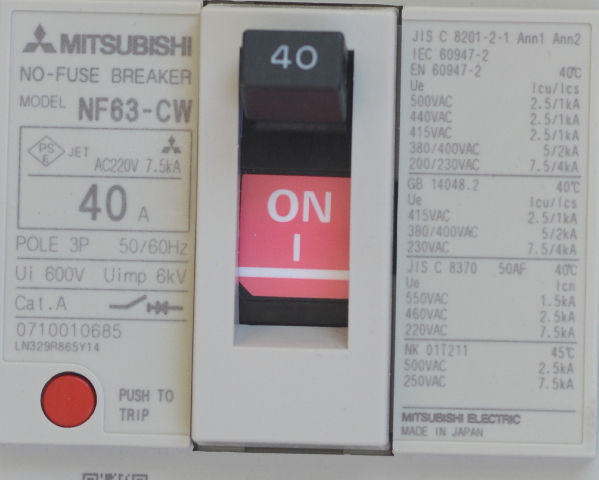 MITSUBISHI
NO-FUSE BREAKER
MODEL NF63-CW
PS E JET AC220V 7.5kA
40 A
POLE 3P 50/60Hz
Ui 600V Uimp 6kV
Cat.A
0710010685
LN329R865Y14
PUSH TO
TRIP
40
ON
I
JIS C 8201-2-1 Ann1 Ann2
IEC 60947-2
EN 60947-2 40℃
Ue Icu/Ics
500VAC 2.5/1kA
440VAC 2.5/1kA
415VAC 2.5/1kA
380/400VAC 5/2kA
200/230VAC 7.5/4kA
GB 14048.2 40℃
Ue Icu/Ics
415VAC 2.5/1kA
380/400VAC 5/2kA
230VAC 7.5/4kA
JIS C 8370 50AF 40℃
Ue Icn
550VAC 1.5kA
460VAC 2.5kA
220VAC 7.5kA
NK 01T211 45℃
500VAC 2.5kA
250VAC 7.5kA
MITSUBISHI ELECTRIC
MADE IN JAPAN